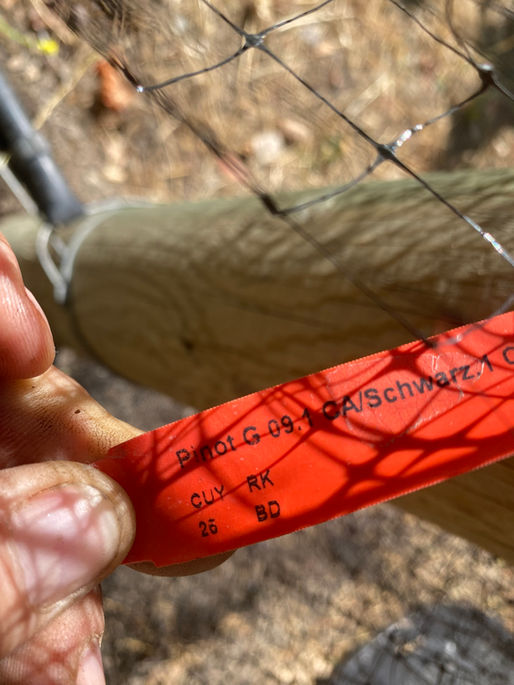 Pinot G 09.1 CA/Schwarz.1
CUY RK
26 BD